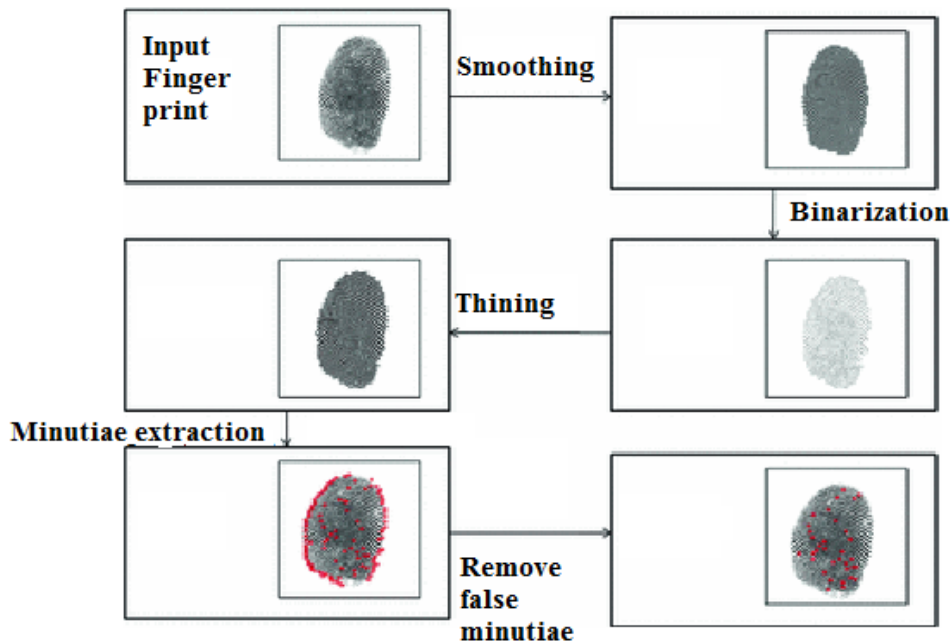 Input
Finger
print
Smoothing
Binarization
Thining
Minutiae extraction
Remove
false
minutiae